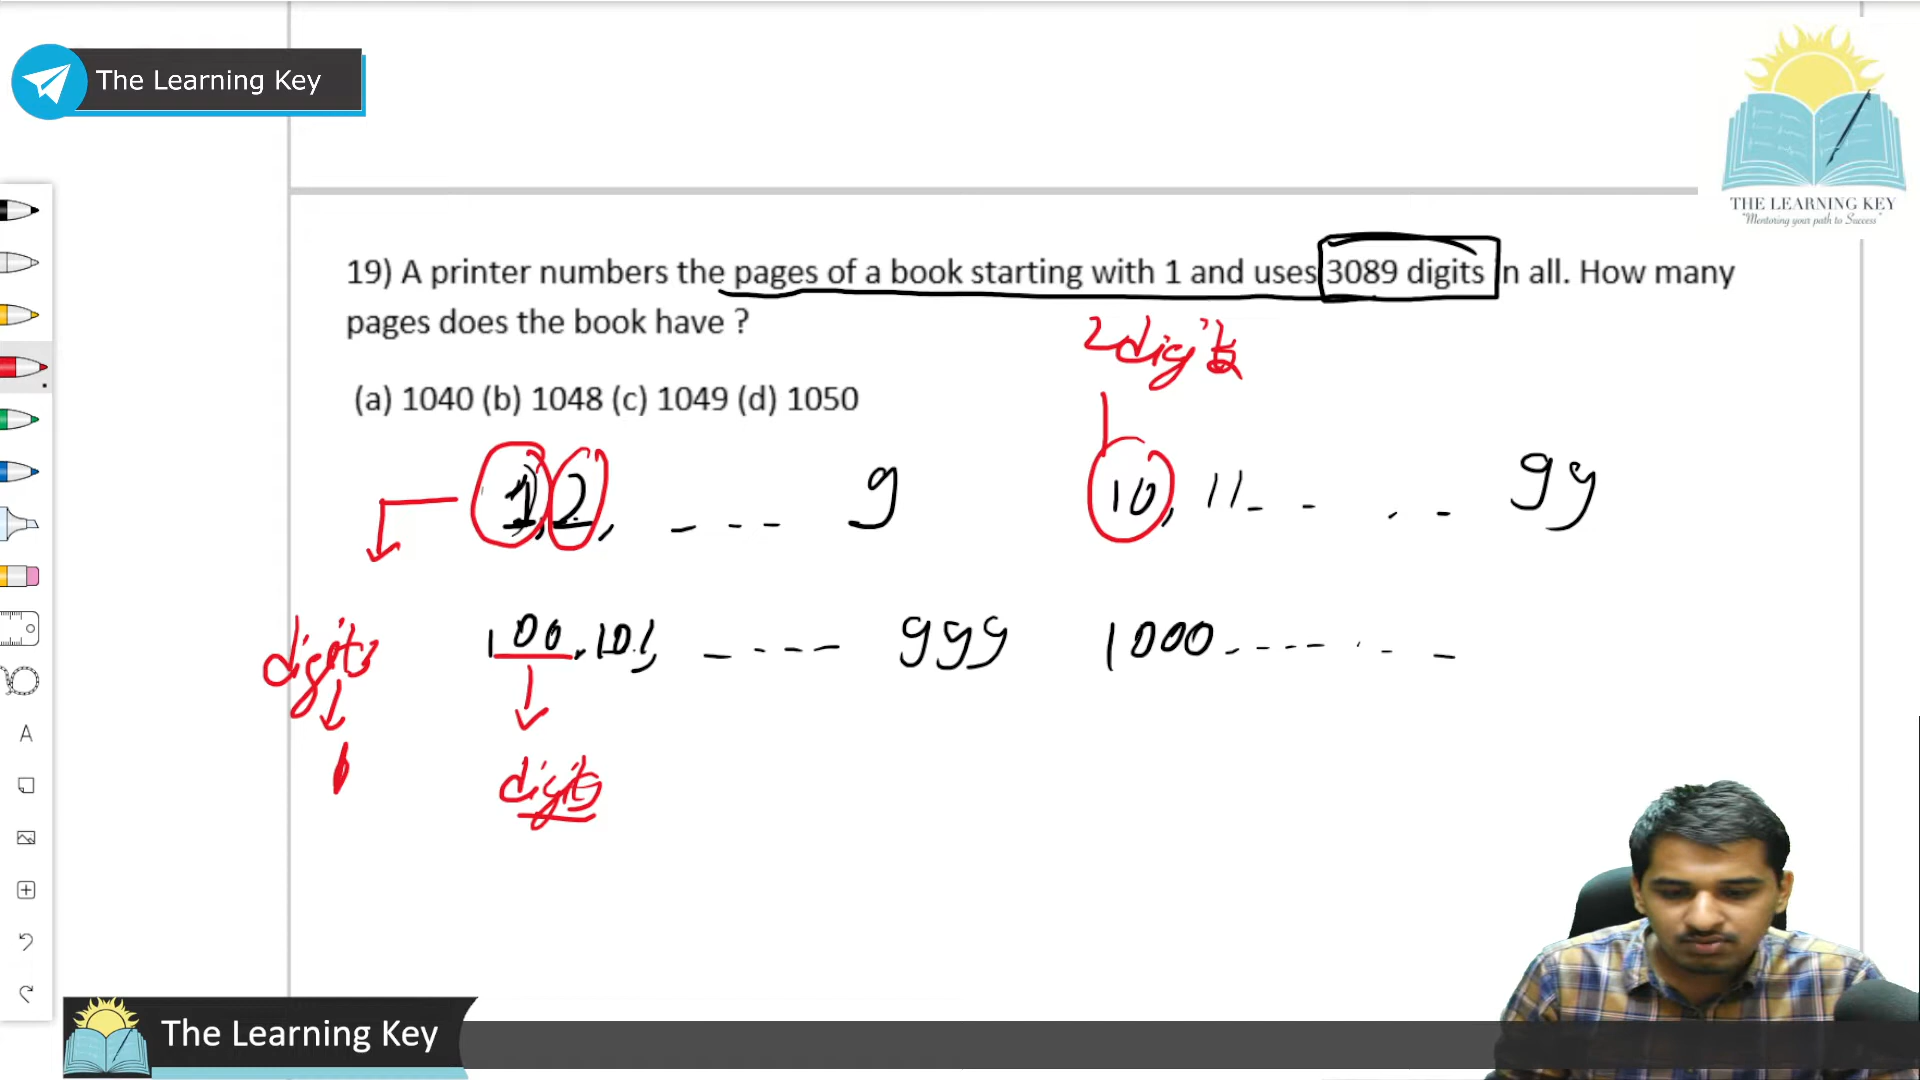 The Learning Key
THE LEARNING KEY
"Mentoring your path to Success"
19) A printer numbers the pages of a book starting with 1 and uses 3089 digits in all. How many
pages does the book have ?
2 digits
(a) 1040 (b) 1048 (c) 1049 (d) 1050
1, 2, - - - - 9 10, 11 - - . - 99
digits 100, 101, - - - - 999 1000 - - - - - - -
1
digits
A
The Learning Key